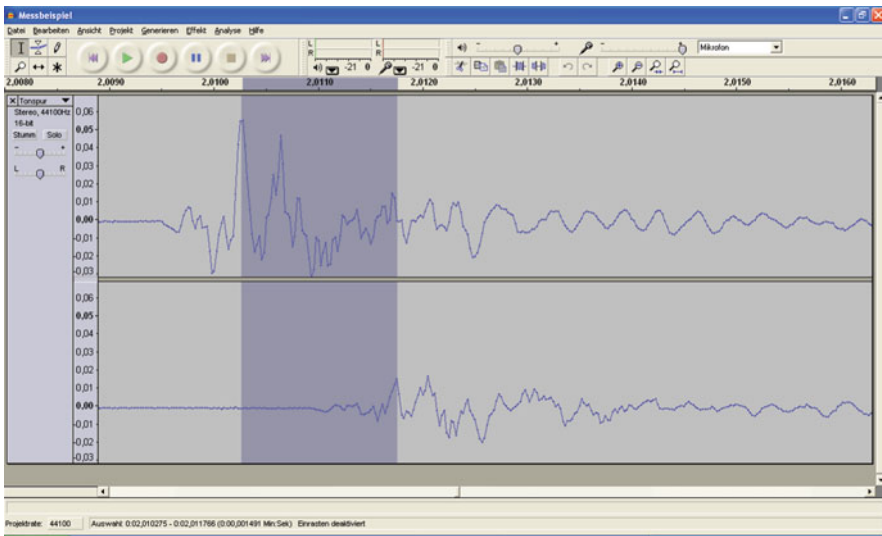 Messbeispiel
Datei Bearbeiten Ansicht Projekt Generieren Effekt Analyse Hilfe
L
R
L
R
-21 0
-21 0
Mikrofon
2,0080 2,0090 2,0100 2,0110 2,0120 2,0130 2,0140 2,0150 2,0160
Tonspur
Stereo, 44100Hz
16-bit
Stumm Solo
- +
L R
0,06
0,05
0,04
0,03
0,02
0,01
0,00
-0,01
-0,02
-0,03
0,06
0,05
0,04
0,03
0,02
0,01
0,00
-0,01
-0,02
-0,03
Projektrate: 44100 Auswahl: 0:02,010275 - 0:02,011766 (0:00,001491 Min:Sek) Einrasten deaktiviert